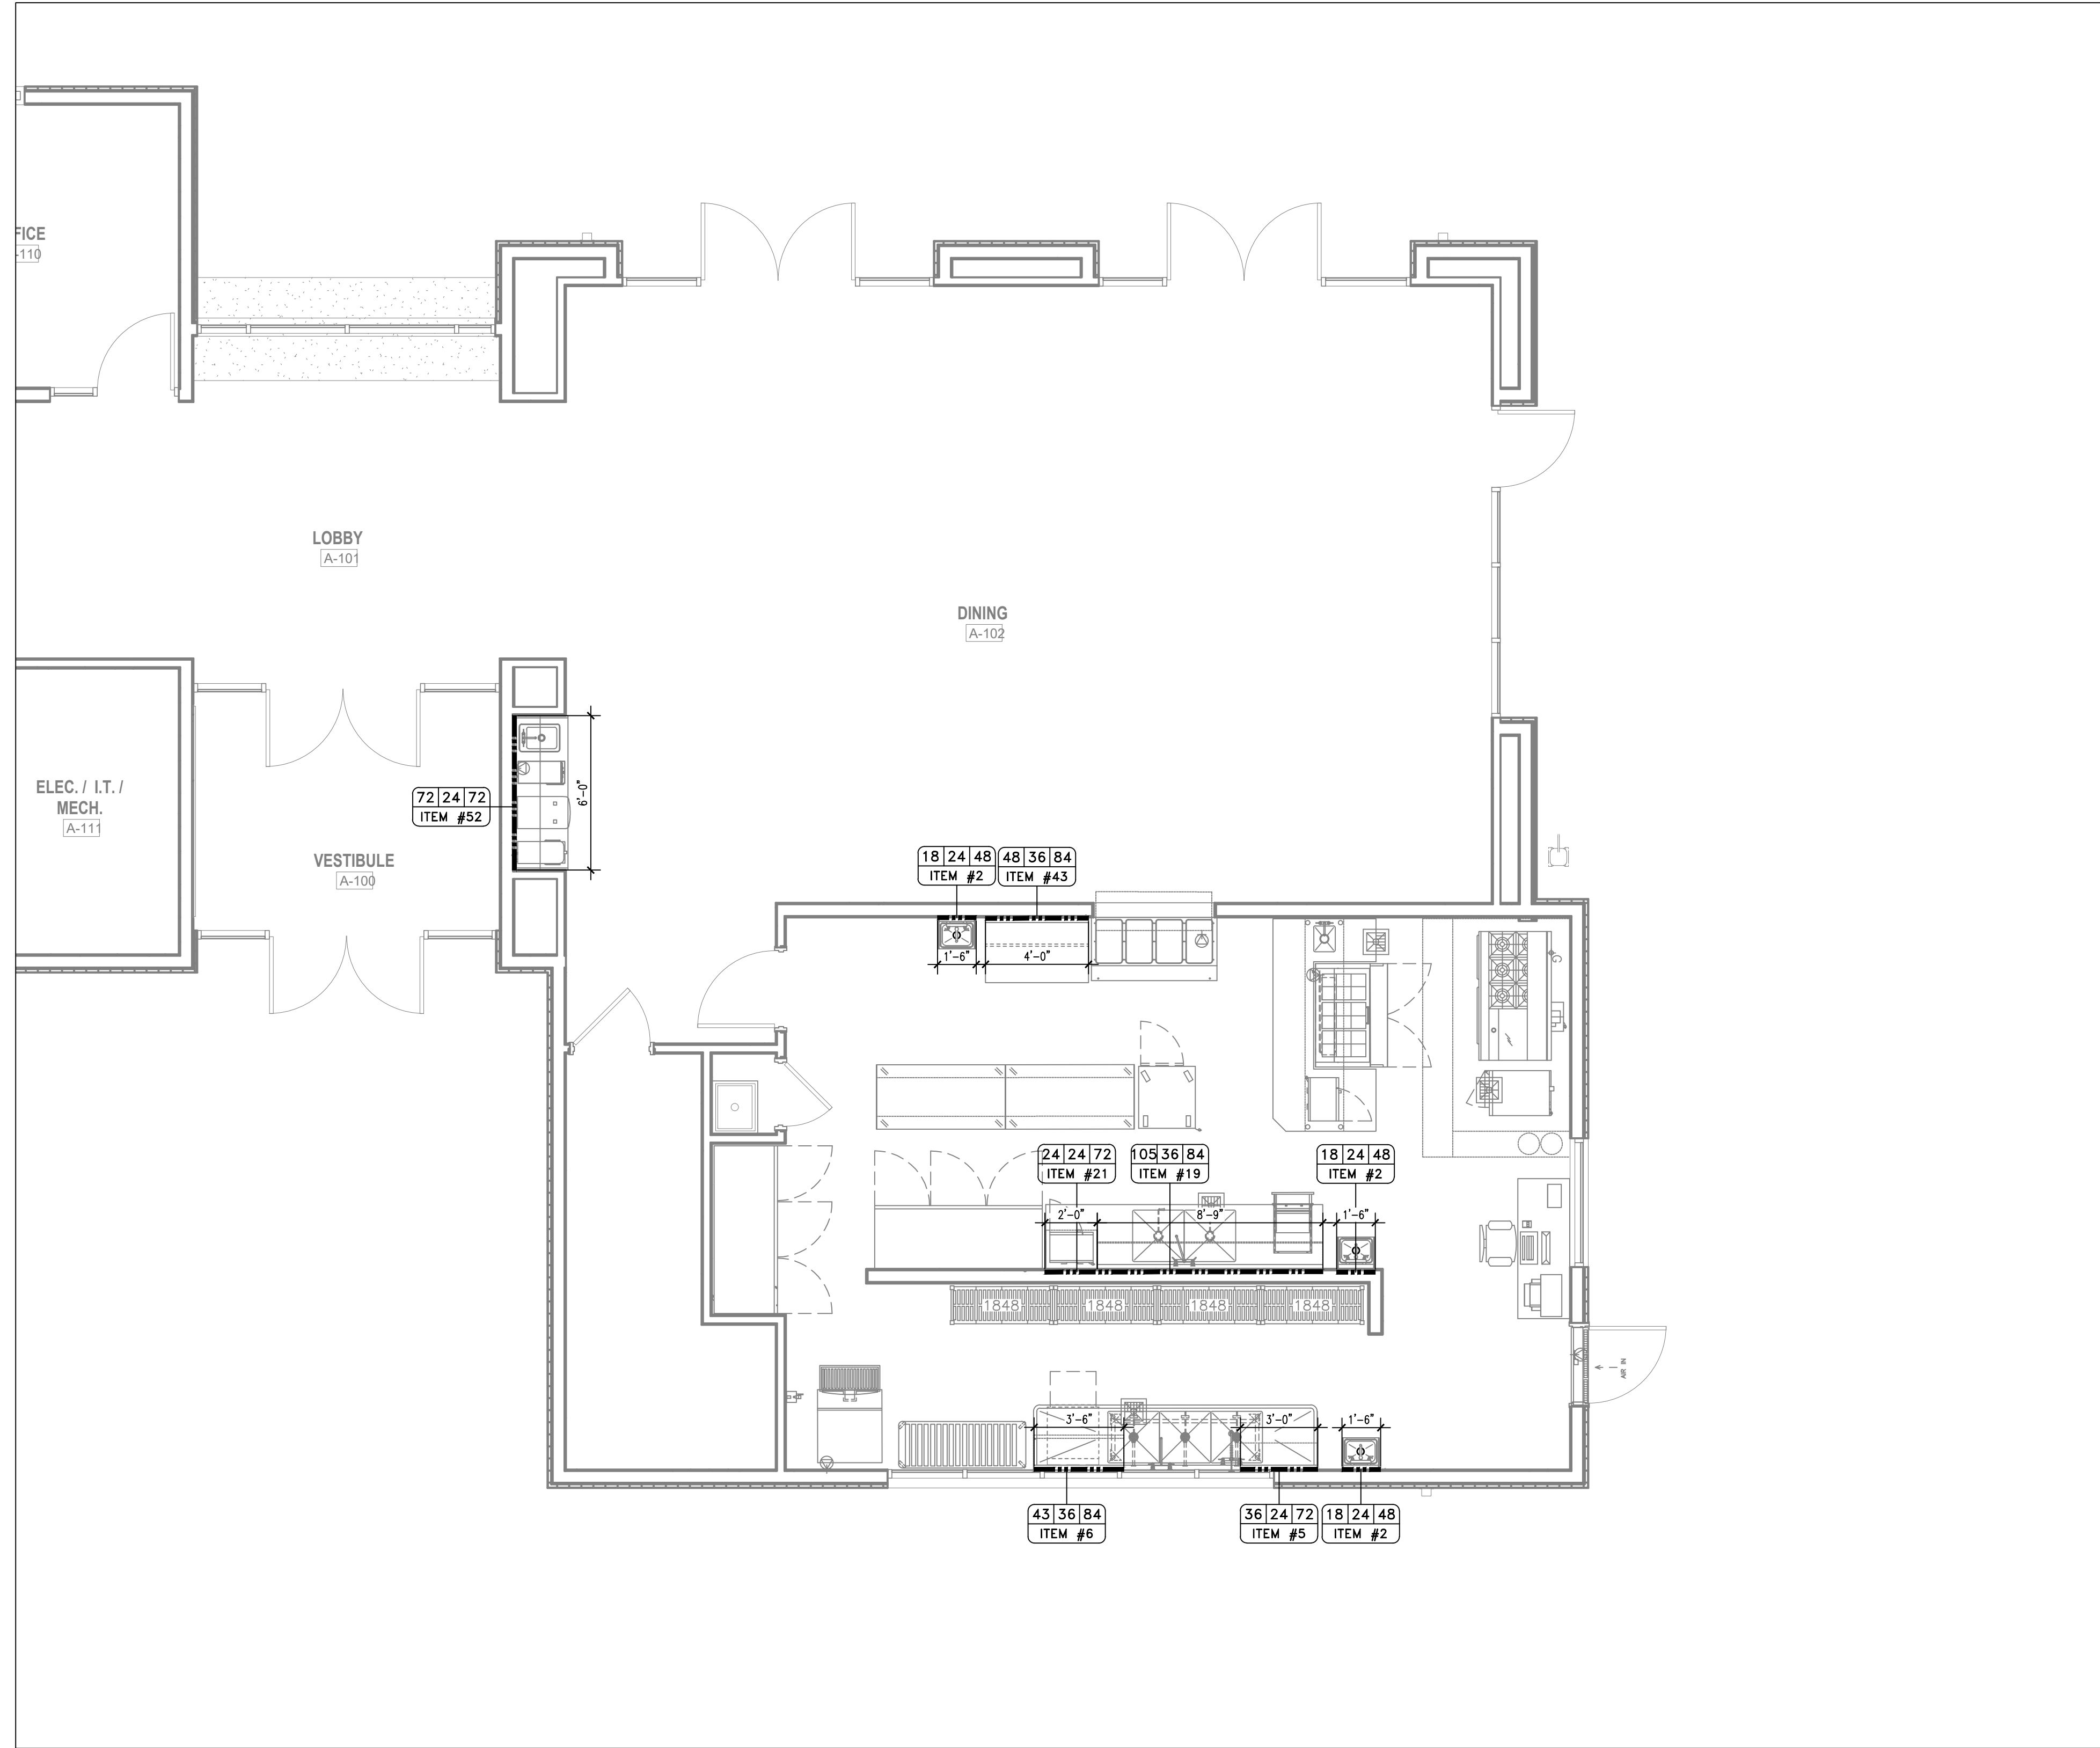 FICE
-110
LOBBY
A-101
DINING
A-102
ELEC. / I.T. /
MECH.
A-111
VESTIBULE
A-100
72 24 72
ITEM #52
6'-0"
18 24 48
ITEM #2
48 36 84
ITEM #43
1'-6"
4'-0"
G
24 24 72
ITEM #21
105 36 84
ITEM #19
18 24 48
ITEM #2
2'-0"
8'-9"
1'-6"
1848
1848
1848
1848
AIR IN
3'-6"
3'-0"
1'-6"
43 36 84
ITEM #6
36 24 72
ITEM #5
18 24 48
ITEM #2